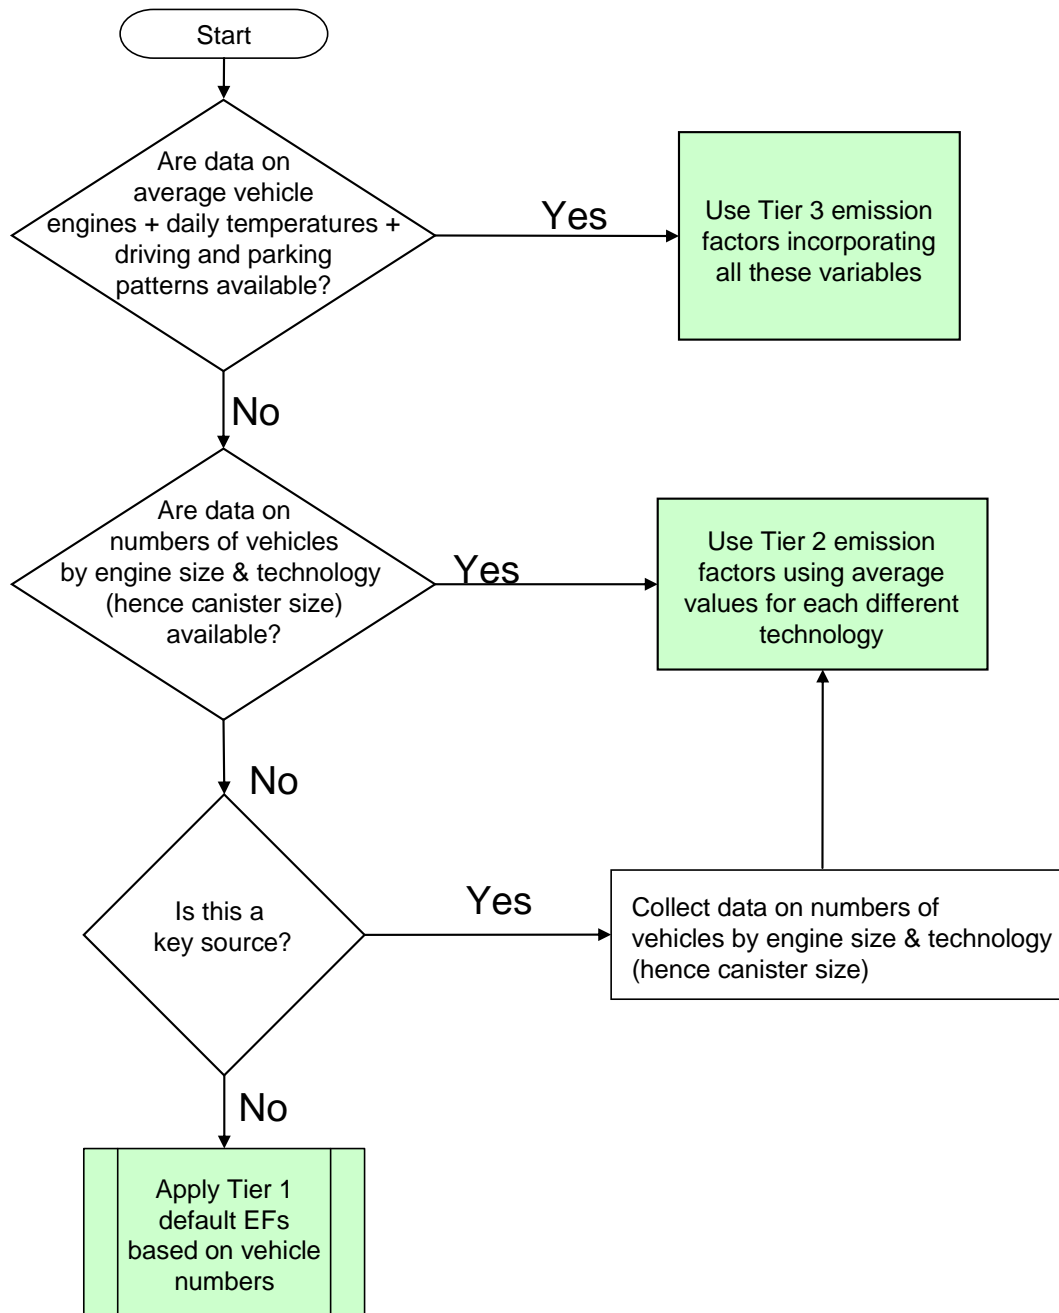 Start
Are data on
average vehicle
engines + daily temperatures +
driving and parking
patterns available?
Yes
Use Tier 3 emission
factors incorporating
all these variables
No
Are data on
numbers of vehicles
by engine size & technology
(hence canister size)
available?
Yes
Use Tier 2 emission
factors using average
values for each different
technology
No
Is this a
key source?
Yes
Collect data on numbers of
vehicles by engine size & technology
(hence canister size)
No
Apply Tier 1
default EFs
based on vehicle
numbers